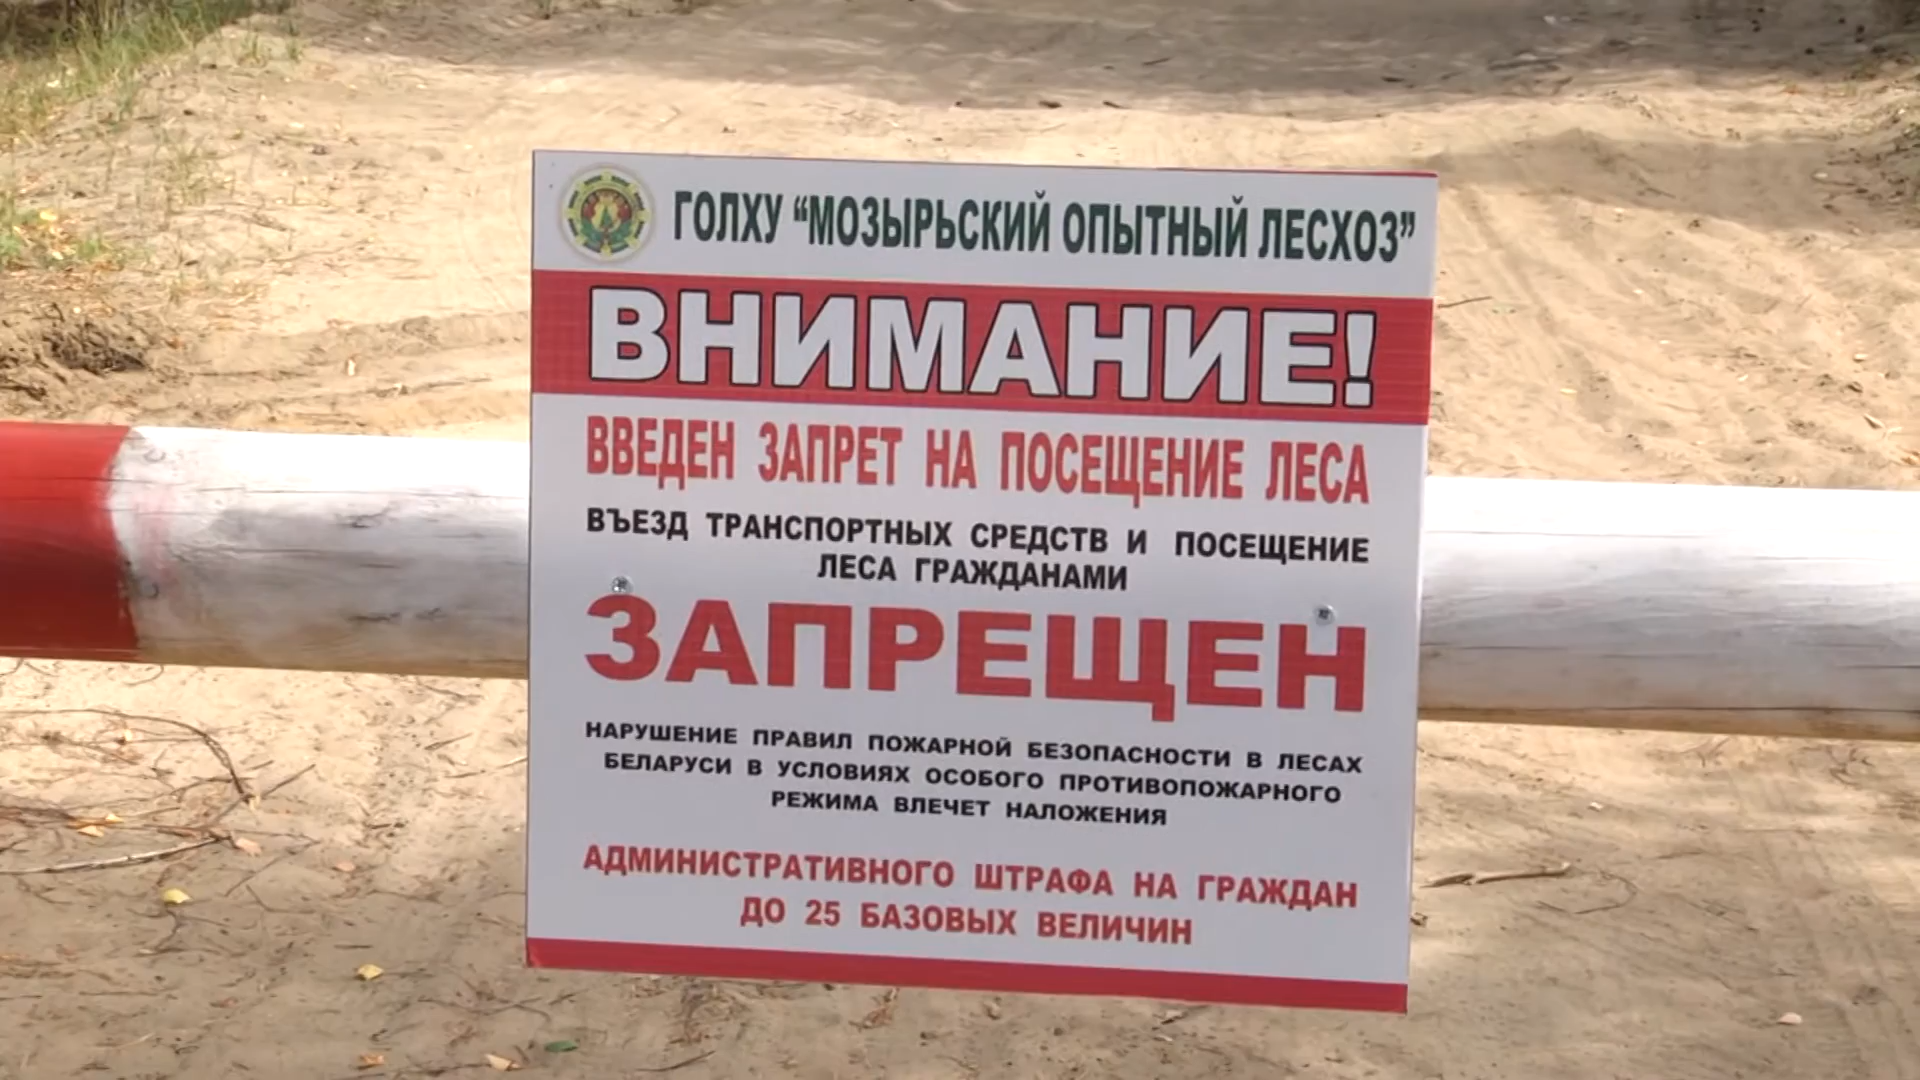 ГОЛХУ “МОЗЫРЬСКИЙ ОПЫТНЫЙ ЛЕСХОЗ”
ВНИМАНИЕ!
ВВЕДЕН ЗАПРЕТ НА ПОСЕЩЕНИЕ ЛЕСА
ВЪЕЗД ТРАНСПОРТНЫХ СРЕДСТВ И ПОСЕЩЕНИЕ
ЛЕСА ГРАЖДАНАМИ
ЗАПРЕЩЕН
НАРУШЕНИЕ ПРАВИЛ ПОЖАРНОЙ БЕЗОПАСНОСТИ В ЛЕСАХ
БЕЛАРУСИ В УСЛОВИЯХ ОСОБОГО ПРОТИВОПОЖАРНОГО
РЕЖИМА ВЛЕЧЕТ НАЛОЖЕНИЯ
АДМИНИСТРАТИВНОГО ШТРАФА НА ГРАЖДАН
ДО 25 БАЗОВЫХ ВЕЛИЧИН